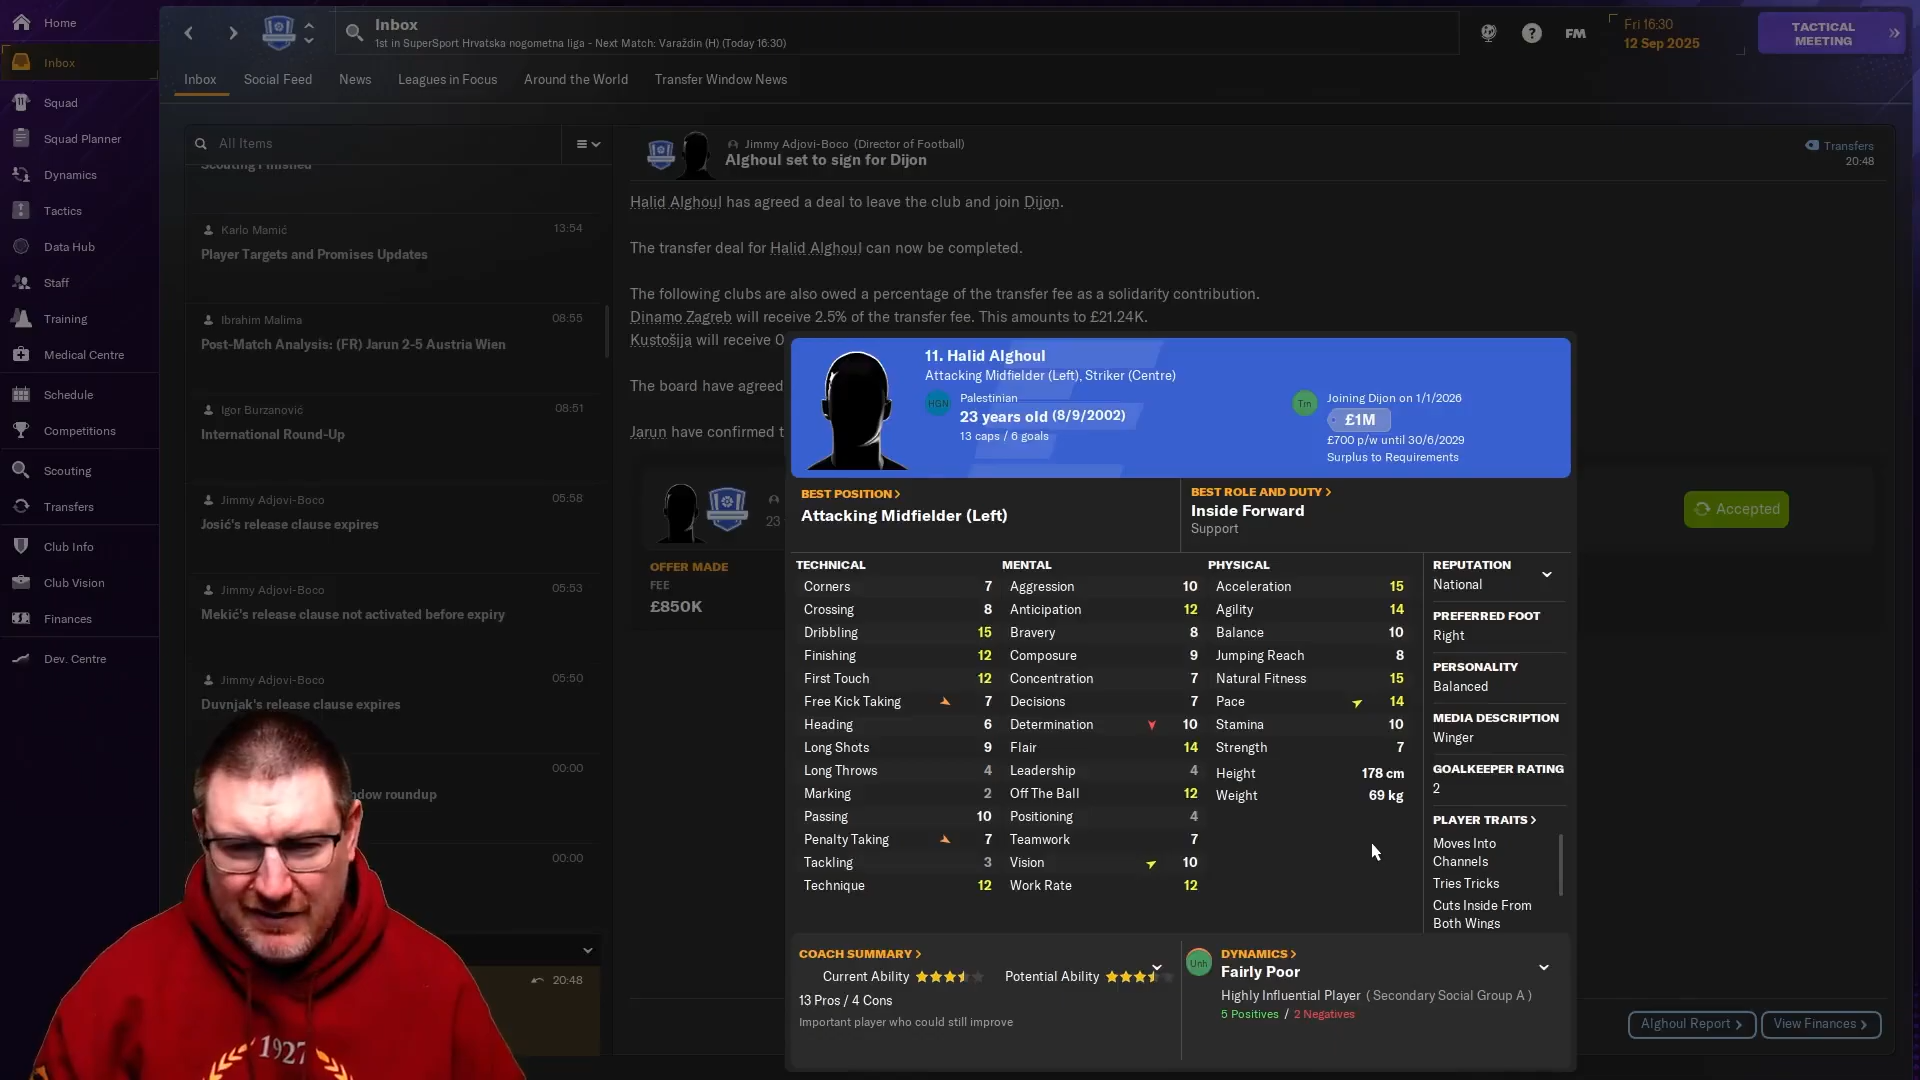 Home
Inbox
Squad
Squad Planner
Dynamics
Tactics
Data Hub
Staff
Training
Medical Centre
Schedule
Competitions
Scouting
Transfers
Club Info
Club Vision
Finances
Dev. Centre
Inbox
1st in SuperSport Hrvatska nogometna liga - Next Match: Varaždin (H) (Today 16:30)
FM
Fri 16:30
12 Sep 2025
TACTICAL MEETING
Inbox Social Feed News Leagues in Focus Around the World Transfer Window News
All Items
Scouting Finished
Karlo Mamić 13:54
Player Targets and Promises Updates
Ibrahim Malima 08:55
Post-Match Analysis: (FR) Jarun 2-5 Austria Wien
Igor Burzanović 08:51
International Round-Up
Jimmy Adjovi-Boco 05:58
Josić's release clause expires
Jimmy Adjovi-Boco 05:53
Mekić's release clause not activated before expiry
Jimmy Adjovi-Boco 05:50
Duvnjak's release clause expires
00:00
roundup
00:00
20:48
1927
Jimmy Adjovi-Boco (Director of Football)
Alghoul set to sign for Dijon
Transfers
20:48
Halid Alghoul has agreed a deal to leave the club and join Dijon.
The transfer deal for Halid Alghoul can now be completed.
The following clubs are also owed a percentage of the transfer fee as a solidarity contribution.
Dinamo Zagreb will receive 2.5% of the transfer fee. This amounts to £21.24K.
Kustošija will receive 0
The board have agreed
Jarun have confirmed t
23
Accepted
OFFER MADE
FEE
£850K
11. Halid Alghoul
Attacking Midfielder (Left), Striker (Centre)
HGN
Palestinian
23 years old (8/9/2002)
13 caps / 6 goals
Trn
Joining Dijon on 1/1/2026
£1M
£700 p/w until 30/6/2029
Surplus to Requirements
BEST POSITION
Attacking Midfielder (Left)
BEST ROLE AND DUTY
Inside Forward
Support
TECHNICAL
Corners 7
Crossing 8
Dribbling 15
Finishing 12
First Touch 12
Free Kick Taking 7
Heading 6
Long Shots 9
Long Throws 4
Marking 2
Passing 10
Penalty Taking 7
Tackling 3
Technique 12
MENTAL
Aggression 10
Anticipation 12
Bravery 8
Composure 9
Concentration 7
Decisions 7
Determination 10
Flair 14
Leadership 4
Off The Ball 12
Positioning 4
Teamwork 7
Vision 10
Work Rate 12
PHYSICAL
Acceleration 15
Agility 14
Balance 10
Jumping Reach 8
Natural Fitness 15
Pace 14
Stamina 10
Strength 7
Height 178 cm
Weight 69 kg
REPUTATION
National
PREFERRED FOOT
Right
PERSONALITY
Balanced
MEDIA DESCRIPTION
Winger
GOALKEEPER RATING
2
PLAYER TRAITS
Moves Into
Channels
Tries Tricks
Cuts Inside From
Both Wings
COACH SUMMARY
Current Ability Potential Ability
13 Pros / 4 Cons
Important player who could still improve
Unh
DYNAMICS
Fairly Poor
Highly Influential Player ( Secondary Social Group A )
5 Positives / 2 Negatives
Alghoul Report
View Finances